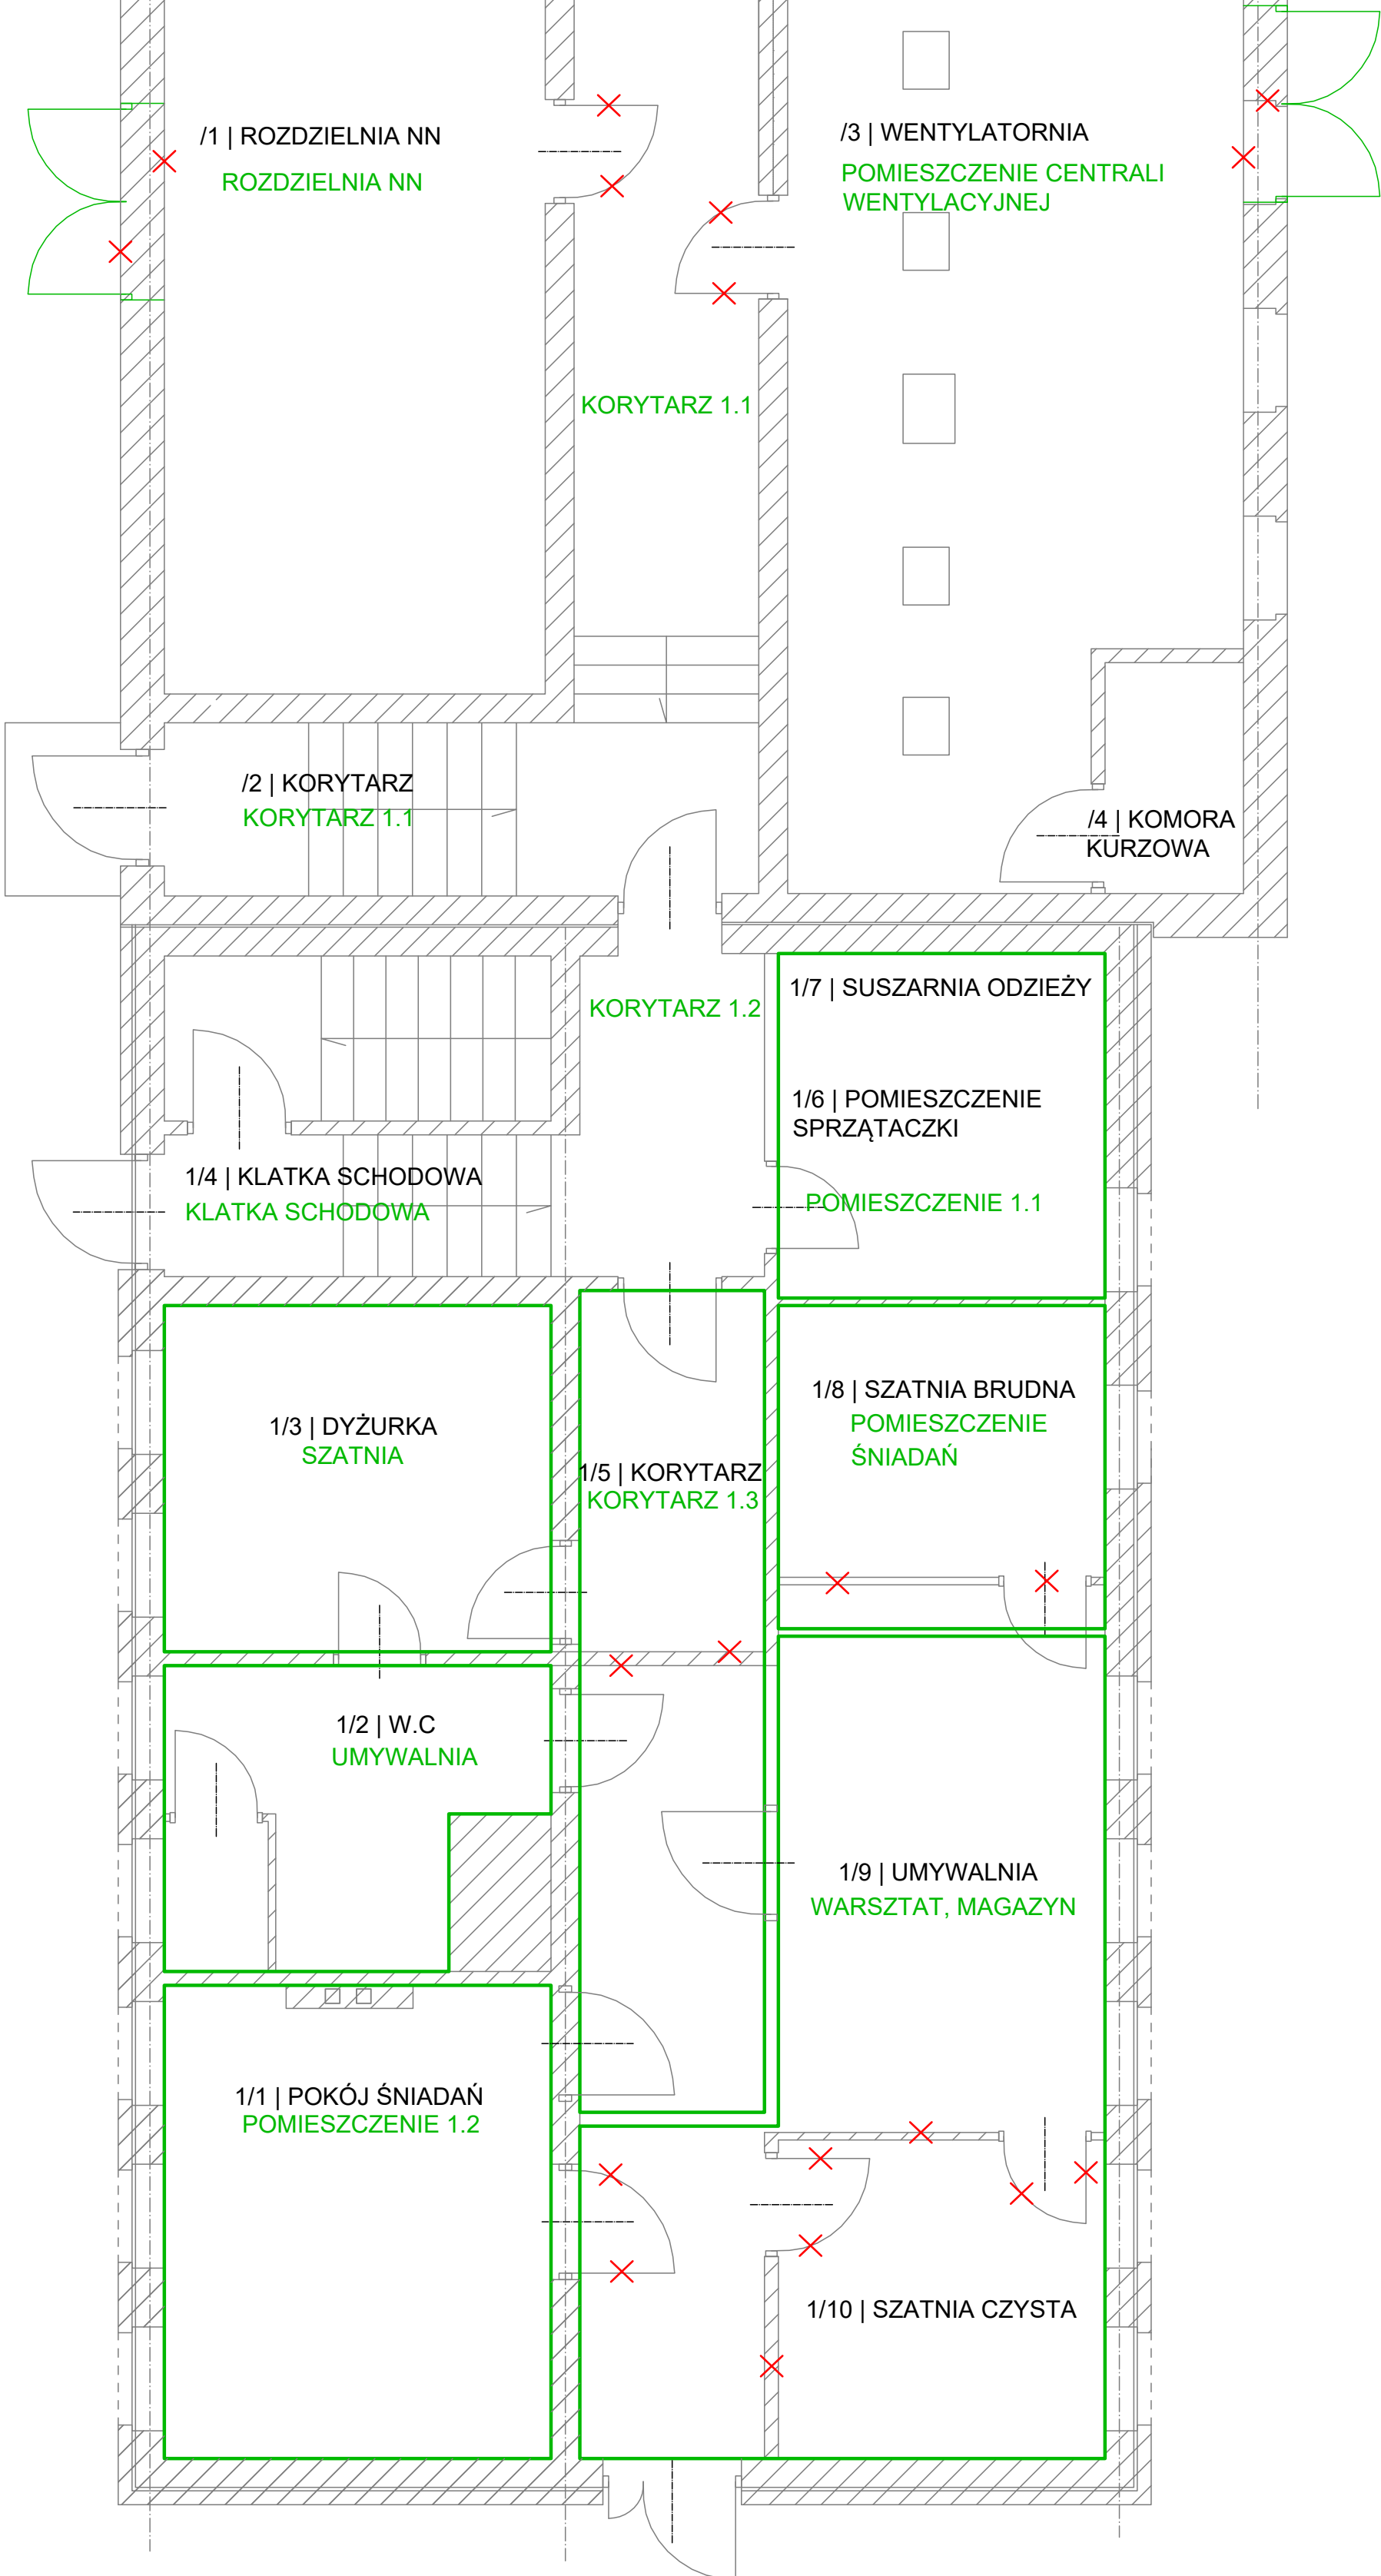 /1 | ROZDZIELNIA NN
ROZDZIELNIA NN
/3 | WENTYLATORNIA
POMIESZCZENIE CENTRALI
WENTYLACYJNEJ
KORYTARZ 1.1
/2 | KORYTARZ
KORYTARZ 1.1
/4 | KOMORA
KURZOWA
1/7 | SUSZARNIA ODZIEŻY
KORYTARZ 1.2
1/6 | POMIESZCZENIE
SPRZĄTACZKI
POMIESZCZENIE 1.1
1/4 | KLATKA SCHODOWA
KLATKA SCHODOWA
1/3 | DYŻURKA
SZATNIA
1/5 | KORYTARZ
KORYTARZ 1.3
1/8 | SZATNIA BRUDNA
POMIESZCZENIE
ŚNIADAŃ
1/2 | W.C
UMYWALNIA
1/9 | UMYWALNIA
WARSZTAT, MAGAZYN
1/1 | POKÓJ ŚNIADAŃ
POMIESZCZENIE 1.2
1/10 | SZATNIA CZYSTA